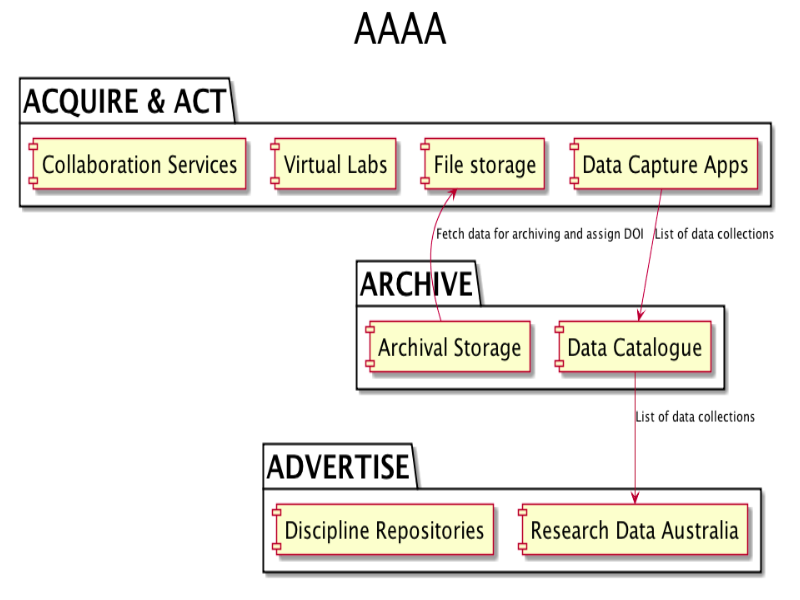 AAAA
ACQUIRE & ACT
Collaboration Services
Virtual Labs
File storage
Data Capture Apps
Fetch data for archiving and assign DOI
List of data collections
ARCHIVE
Archival Storage
Data Catalogue
List of data collections
ADVERTISE
Discipline Repositories
Research Data Australia